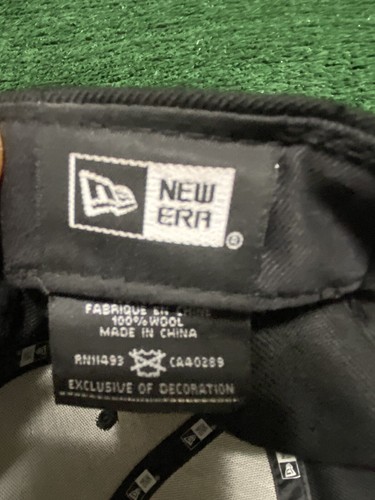 NEW
ERA
®
FABRIQUE EN CHINE
100% WOOL
MADE IN CHINA
RN11493 CA40289
EXCLUSIVE OF DECORATION